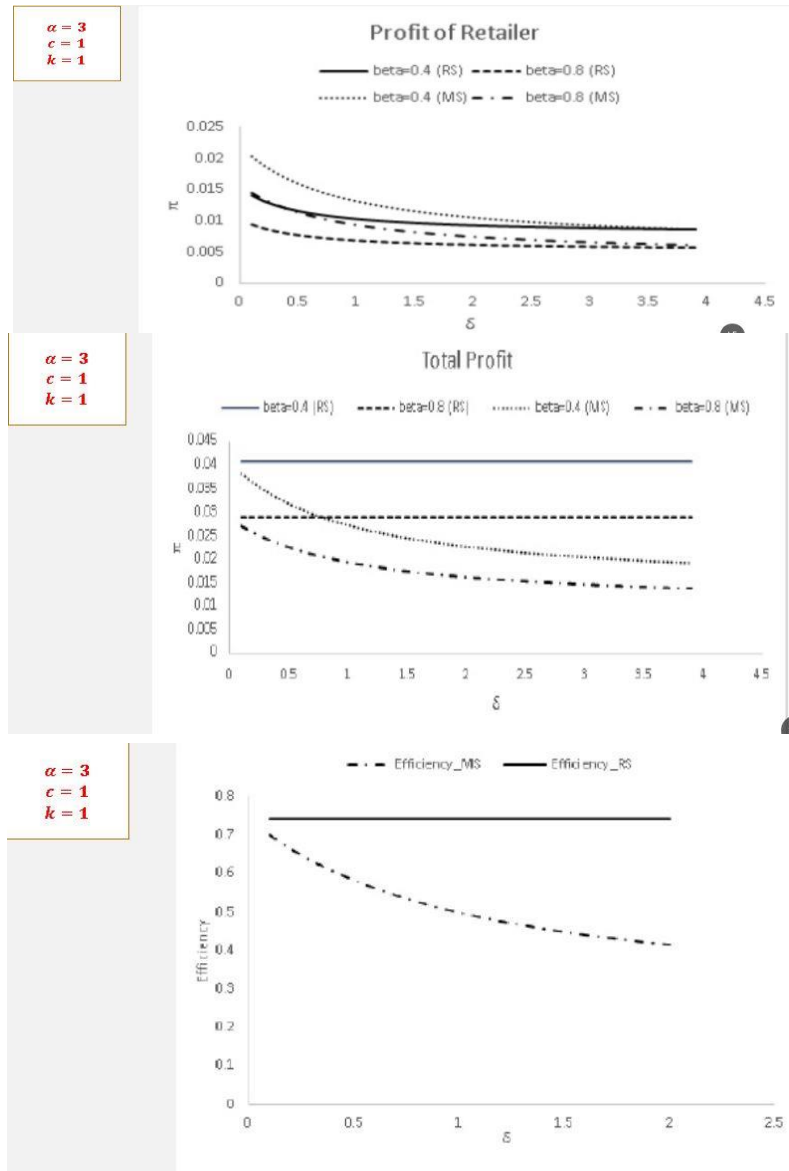 α = 3
c = 1
k = 1
Profit of Retailer
beta=0.4 (RS) beta=0.8 (RS)
beta=0.4 (MS) beta=0.8 (MS)
0.025
0.02
0.015
0.01
0.005
0
π
0 0.5 1 1.5 2 2.5 3 3.5 4 4.5
δ
α = 3
c = 1
k = 1
Total Profit
beta=0.4 (RS) beta=0.8 (RS) beta=0.4 (MS) beta=0.8 (MS)
0.045
0.04
0.035
0.03
0.025
0.02
0.015
0.01
0.005
0
π
0 0.5 1 1.5 2 2.5 3 3.5 4 4.5
δ
α = 3
c = 1
k = 1
Efficiency_MS Efficiency_RS
0.8
0.7
0.6
0.5
0.4
0.3
0.2
0.1
0
Efficiency
0 0.5 1 1.5 2 2.5
δ